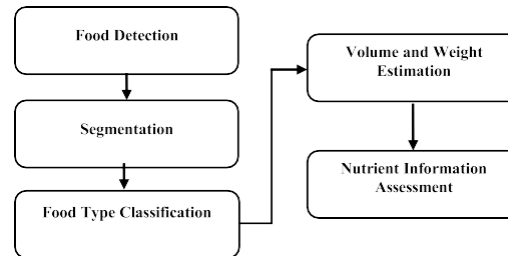 Food Detection
Segmentation
Food Type Classification
Volume and Weight
Estimation
Nutrient Information
Assessment